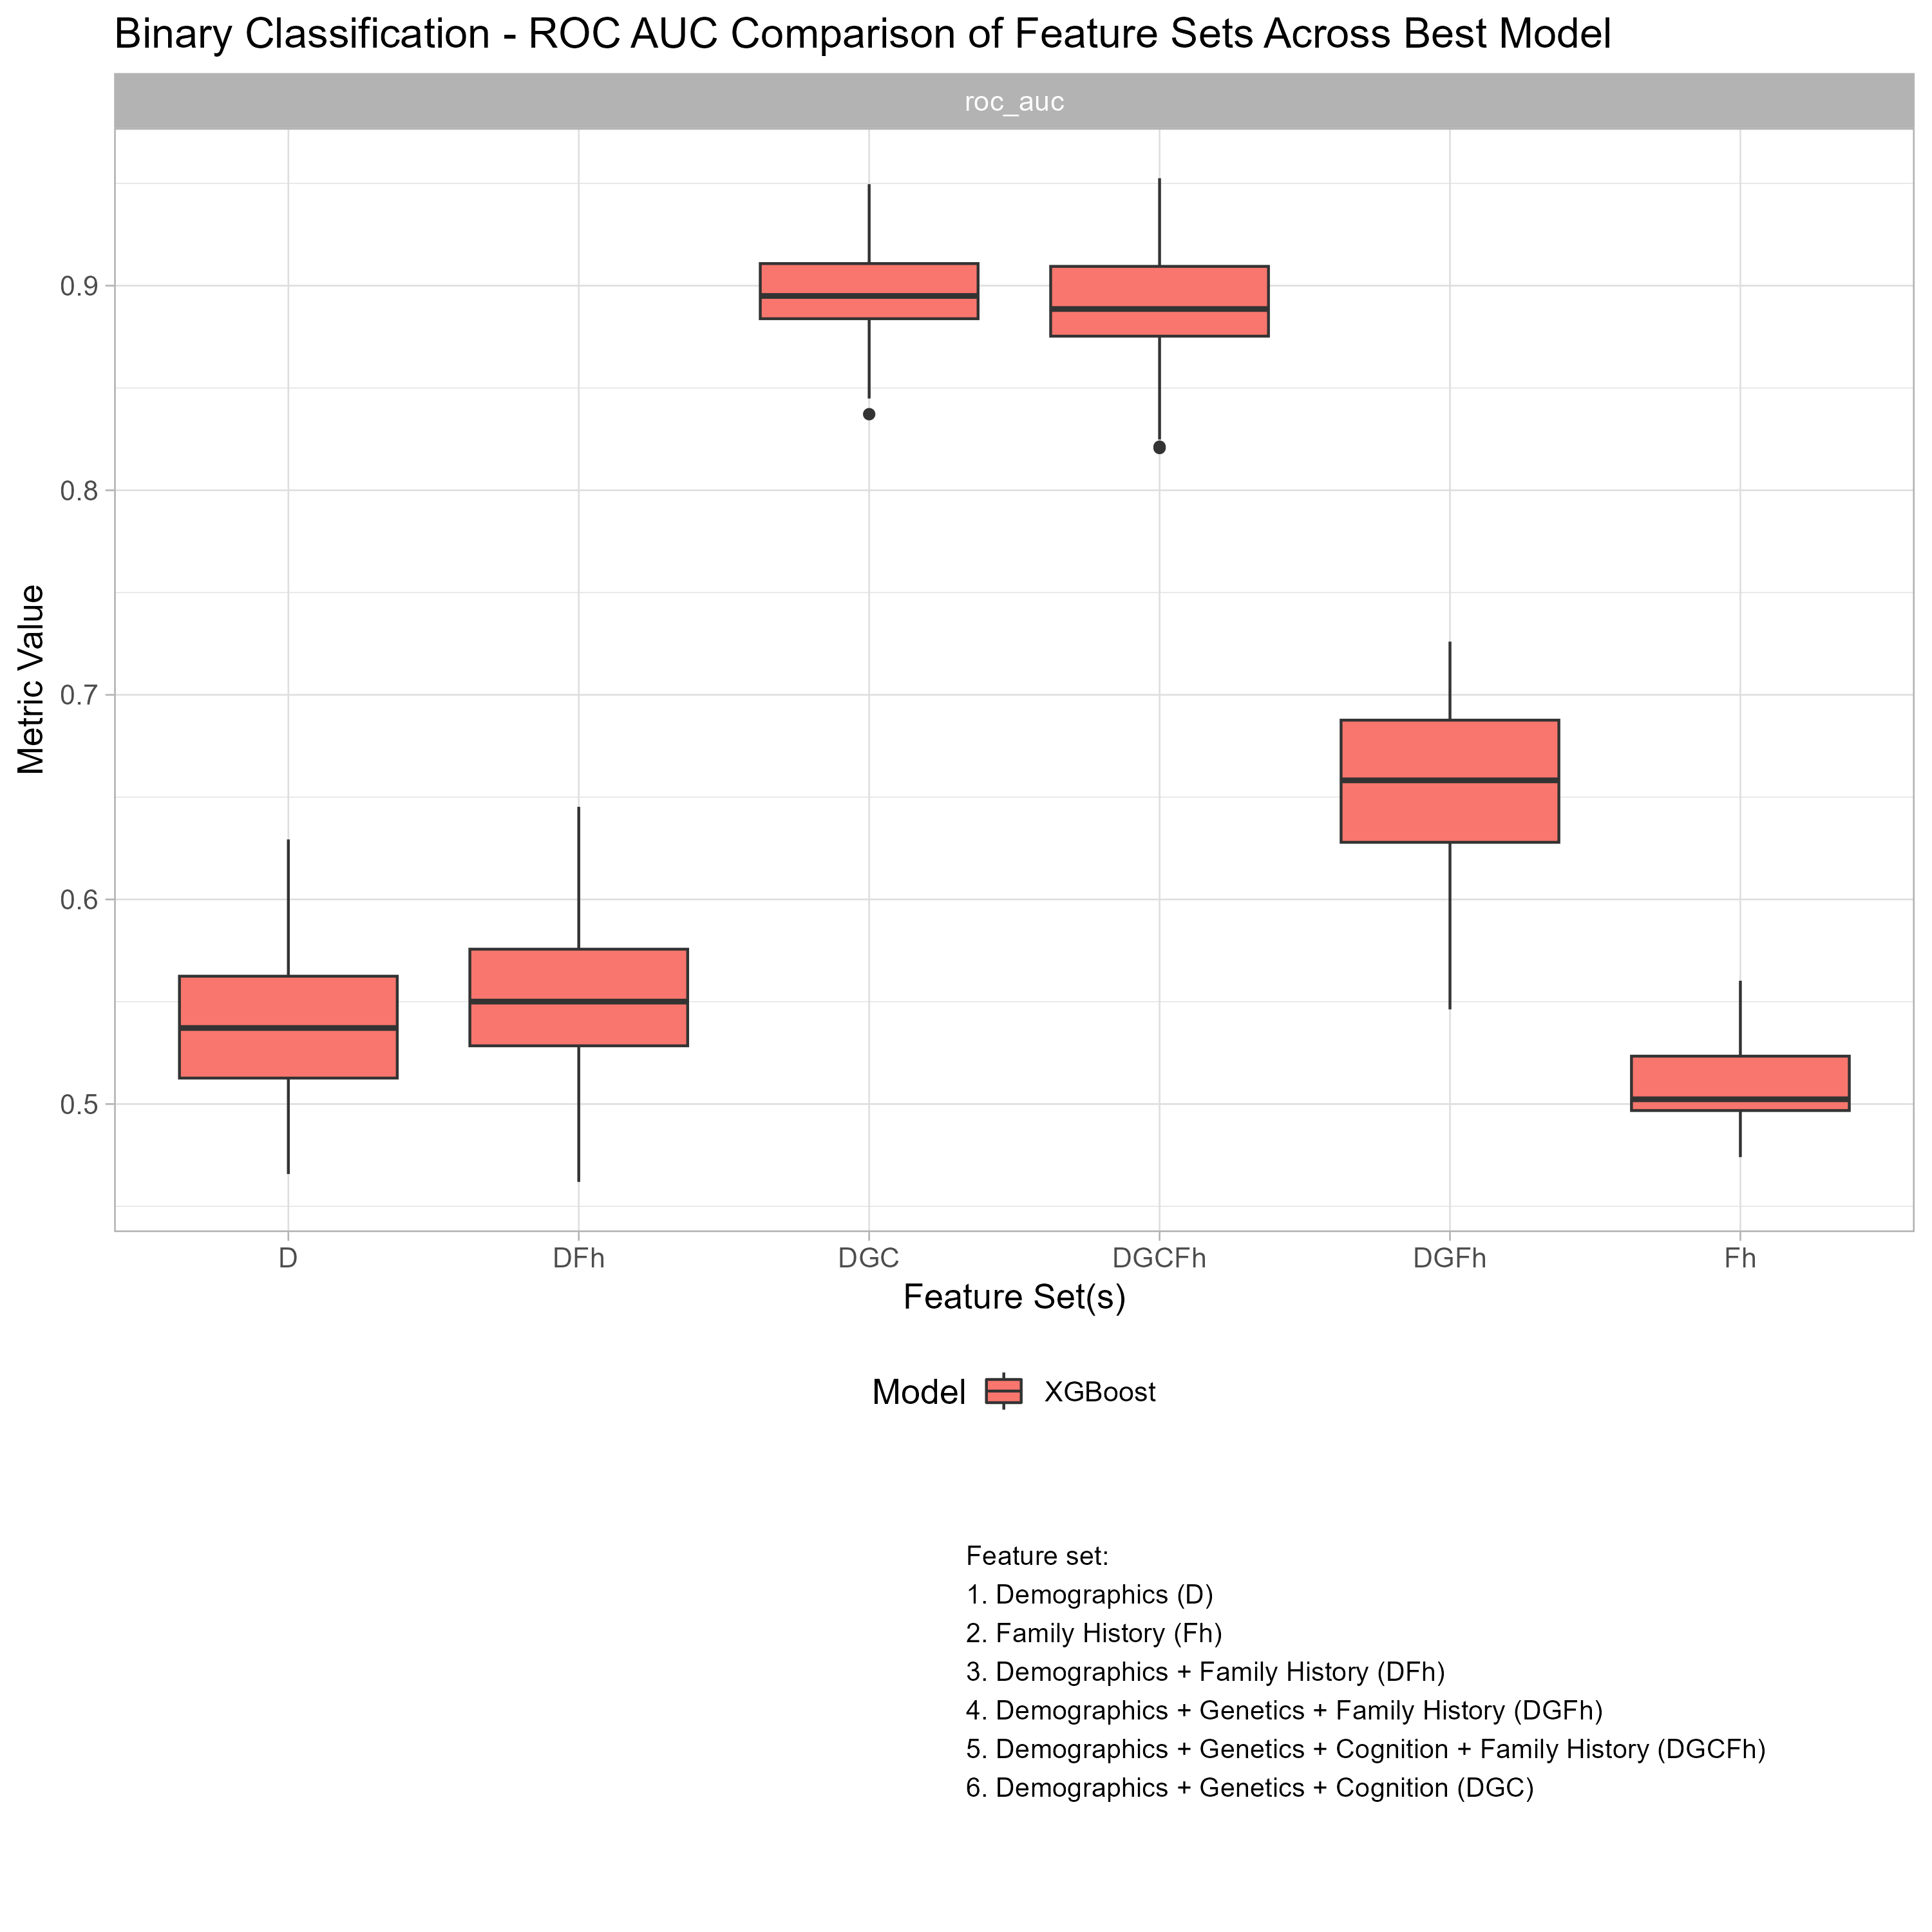 Binary Classification - ROC AUC Comparison of Feature Sets Across Best Model
roc_auc
Metric Value
0.9
0.8
0.7
0.6
0.5
D DFh DGC DGCFh DGFh Fh
Feature Set(s)
Model XGBoost
Feature set:
1. Demographics (D)
2. Family History (Fh)
3. Demographics + Family History (DFh)
4. Demographics + Genetics + Family History (DGFh)
5. Demographics + Genetics + Cognition + Family History (DGCFh)
6. Demographics + Genetics + Cognition (DGC)